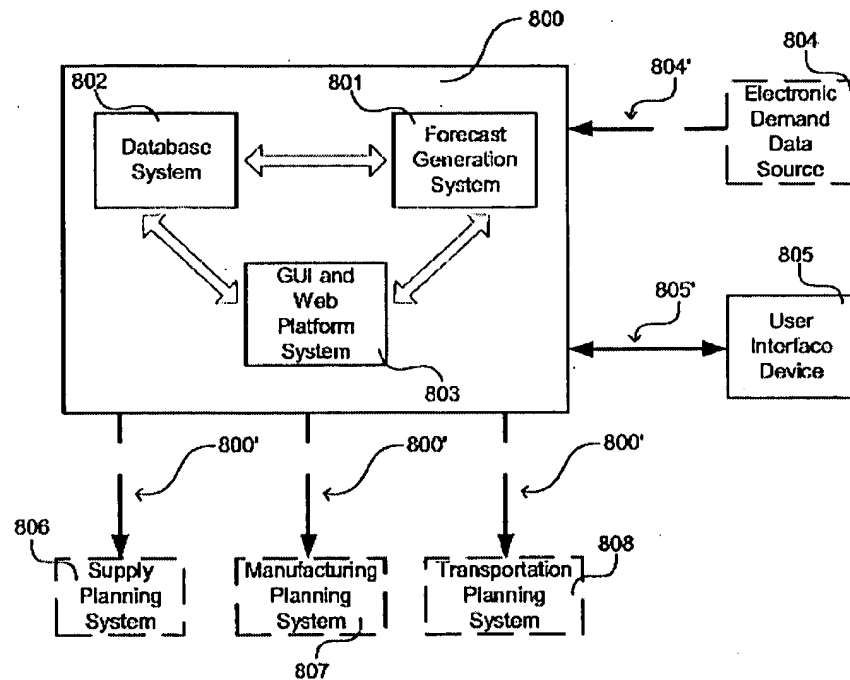 800
804
802
801
804'
Electronic
Demand
Data
Source
Database
System
Forecast
Generation
System
GUI and
Web
Platform
System
803
805
805'
User
Interface
Device
800'
800'
800'
806
808
Supply
Planning
System
Manufacturing
Planning
System
Transportation
Planning
System
807